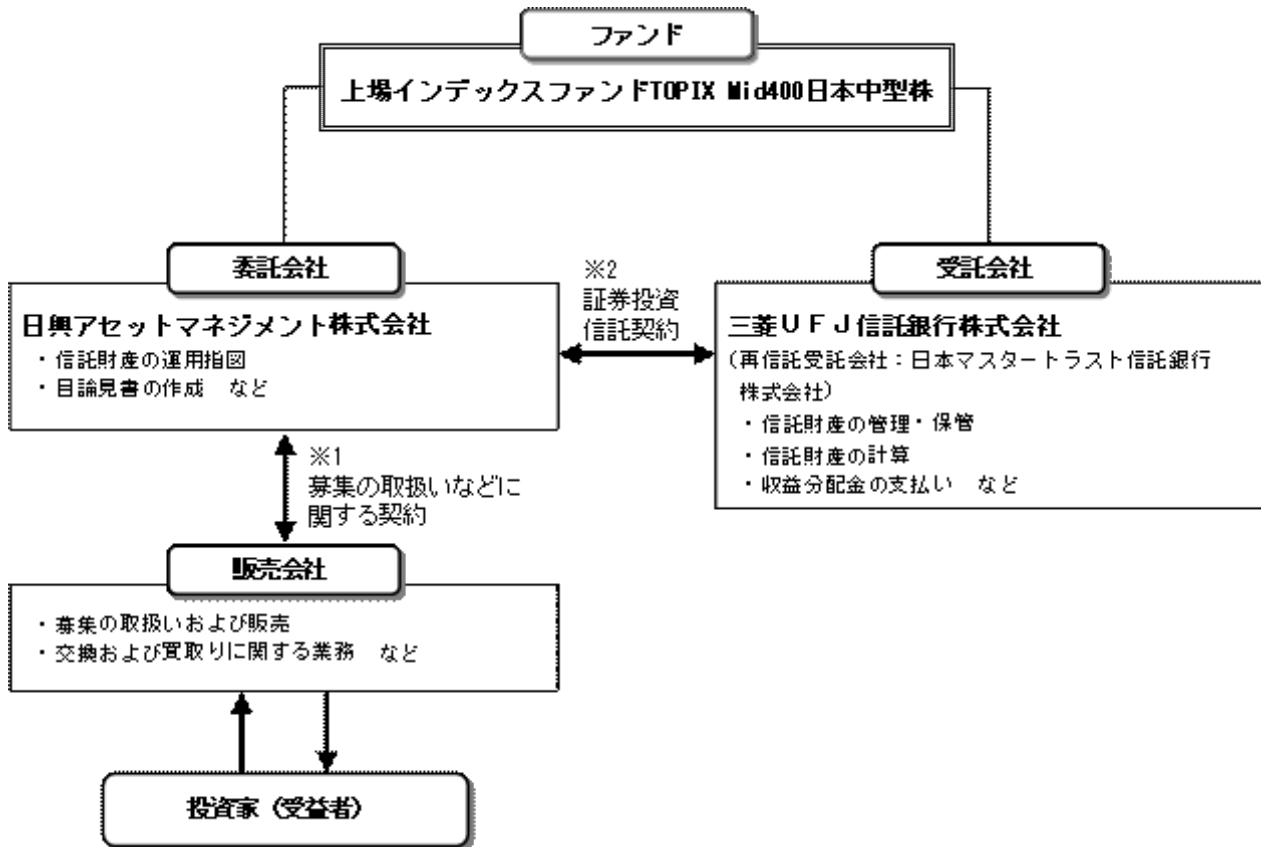 ファンド
上場インデックスファンドTOPIX Mid400日本中型株
委託会社
日興アセットマネジメント株式会社
・信託財産の運用指図
・目論見書の作成 など
※2
証券投資
信託契約
受託会社
三菱ＵＦＪ信託銀行株式会社
(再信託受託会社：日本マスタートラスト信託銀行
株式会社)
・信託財産の管理・保管
・信託財産の計算
・収益分配金の支払い など
※1
募集の取扱いなどに
関する契約
販売会社
・募集の取扱いおよび販売
・交換および買取りに関する業務 など
投資家（受益者）